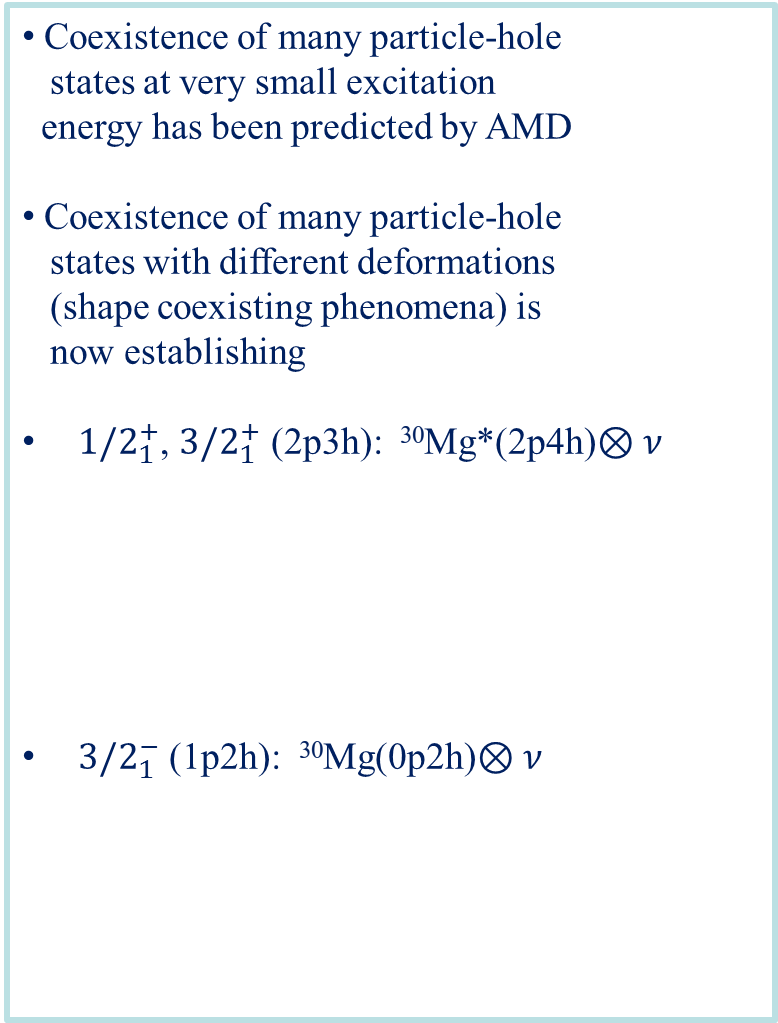 • Coexistence of many particle-hole
states at very small excitation
energy has been predicted by AMD
• Coexistence of many particle-hole
states with different deformations
(shape coexisting phenomena) is
now establishing
• 1/2₁⁺, 3/2₁⁺ (2p3h): ³⁰Mg*(2p4h)⊗ ν
• 3/2₁⁻ (1p2h): ³⁰Mg(0p2h)⊗ ν